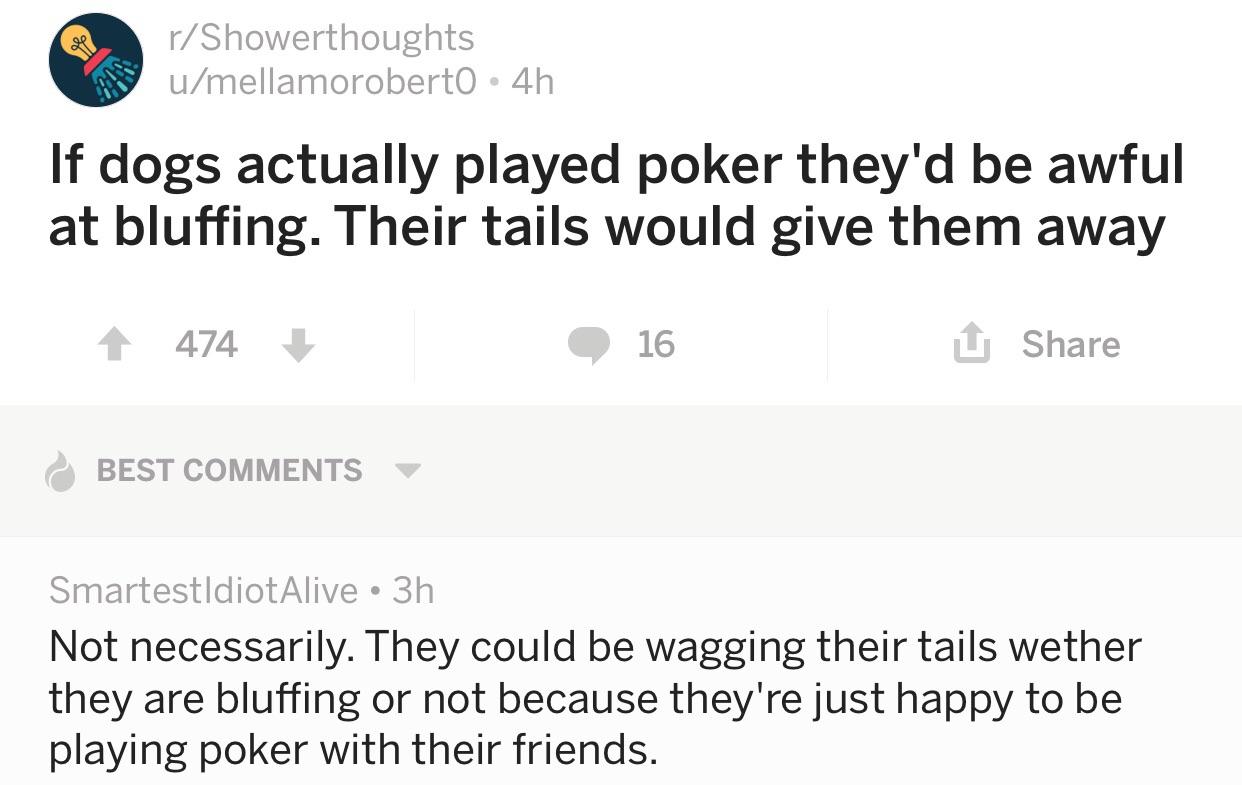 r/Showerthoughts
u/mellamorobert0 • 4h
If dogs actually played poker they'd be awful
at bluffing. Their tails would give them away
474
16
Share
BEST COMMENTS
SmartestIdiotAlive • 3h
Not necessarily. They could be wagging their tails wether
they are bluffing or not because they're just happy to be
playing poker with their friends.